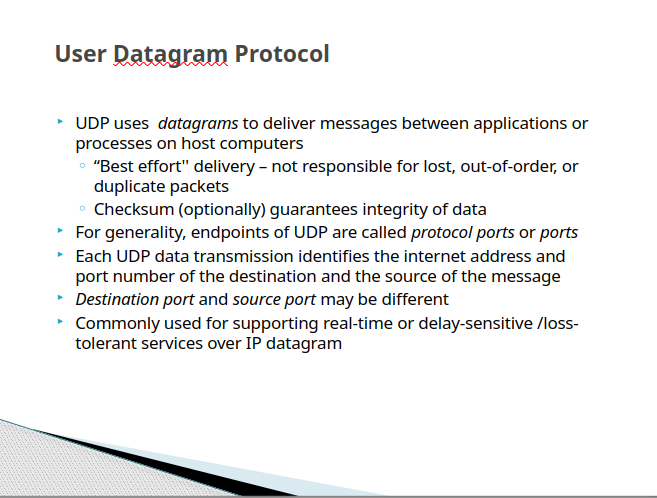 User Datagram Protocol
‣ UDP uses  datagrams to deliver messages between applications or
processes on host computers
◦ “Best effort'' delivery – not responsible for lost, out-of-order, or
duplicate packets
◦ Checksum (optionally) guarantees integrity of data
‣ For generality, endpoints of UDP are called protocol ports or ports
‣ Each UDP data transmission identifies the internet address and
port number of the destination and the source of the message
‣ Destination port and source port may be different
‣ Commonly used for supporting real-time or delay-sensitive /loss-
tolerant services over IP datagram